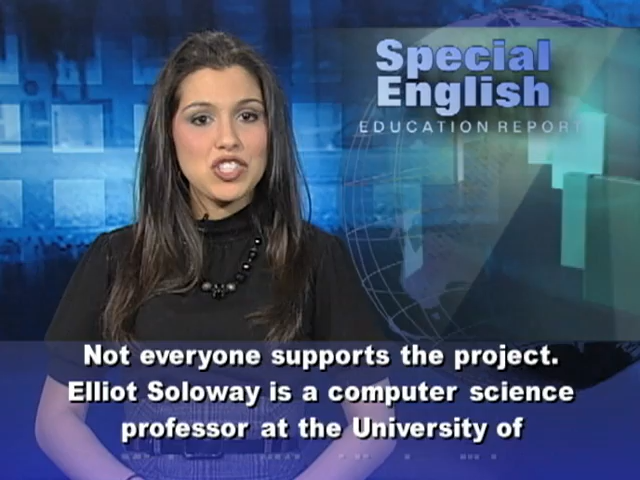 Special
English
EDUCATION REPORT
Not everyone supports the project.
Elliot Soloway is a computer science
professor at the University of